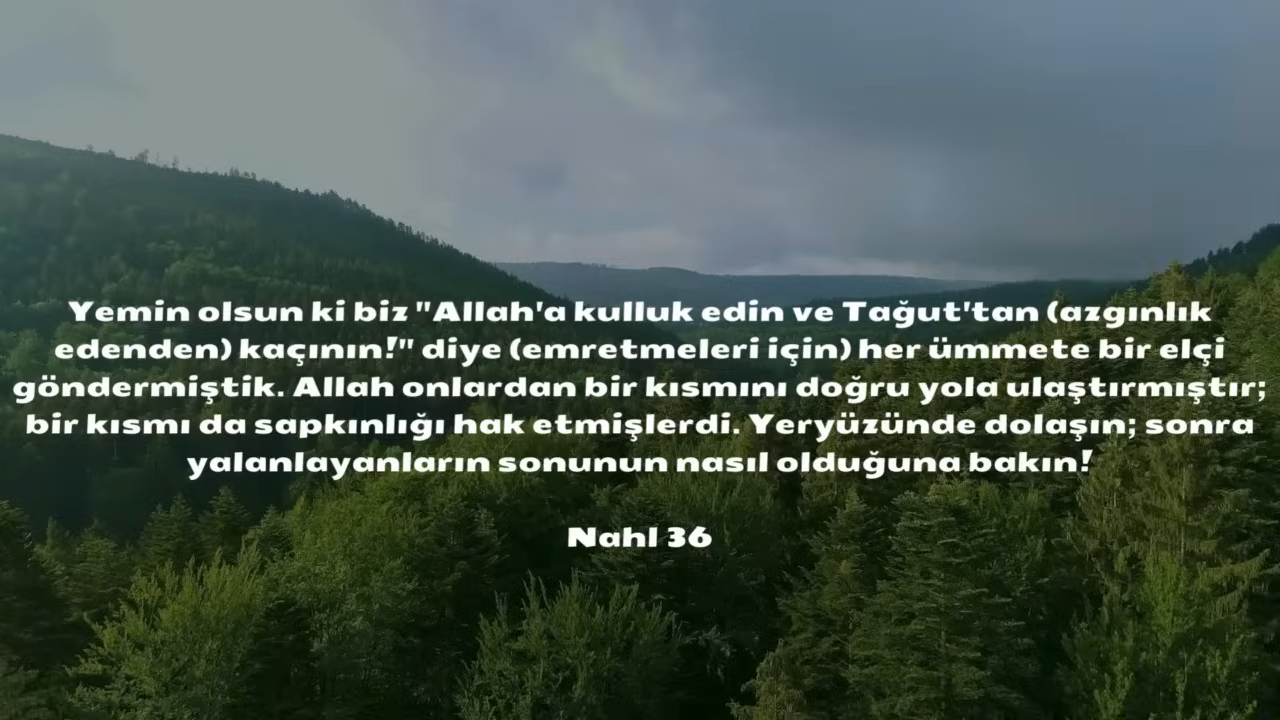 Yemin olsun ki biz "Allah'a kulluk edin ve Tağut'tan (azgınlık
edenden) kaçının!" diye (emretmeleri için) her ümmete bir elçi
göndermiştik. Allah onlardan bir kısmını doğru yola ulaştırmıştır;
bir kısmı da sapkınlığı hak etmişlerdi. Yeryüzünde dolaşın; sonra
yalanlayanların sonunun nasıl olduğuna bakın!
Nahl 36